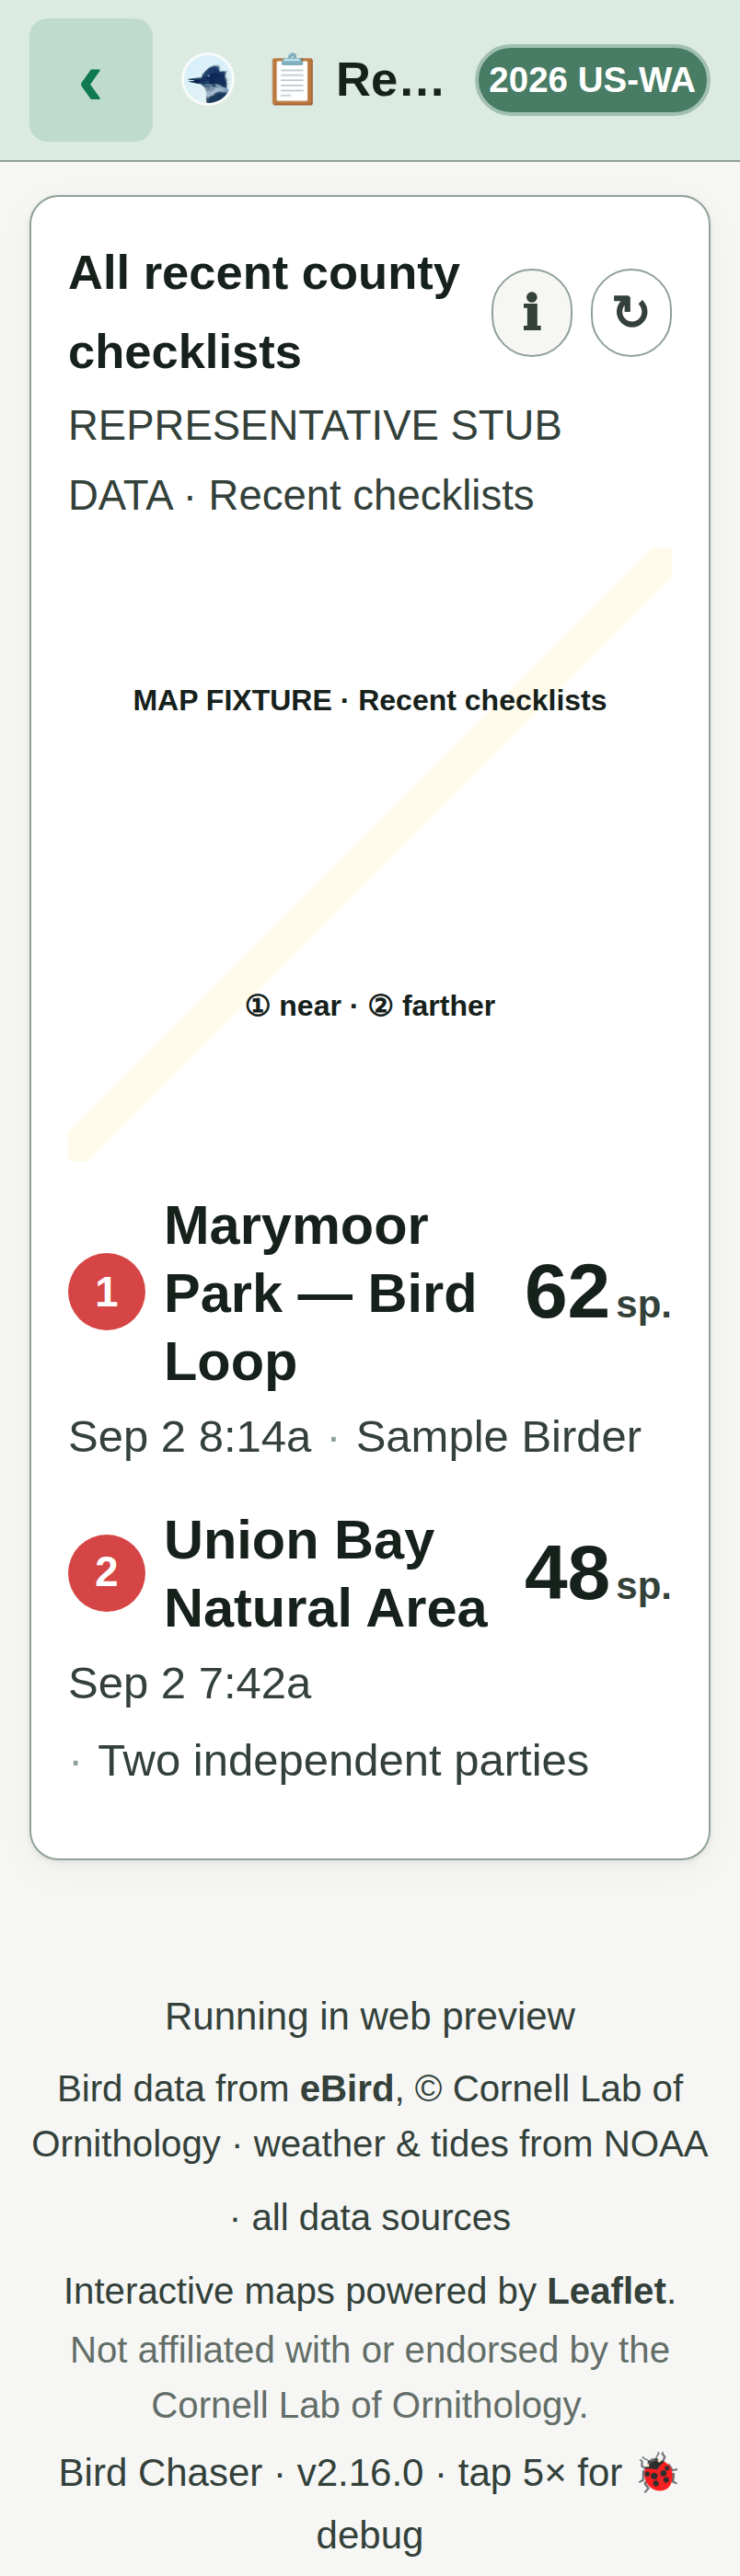 ‹ 📋 Re… 2026 US-WA
All recent county
checklists
ℹ ↻
REPRESENTATIVE STUB
DATA · Recent checklists
MAP FIXTURE · Recent checklists
① near · ② farther
1 Marymoor
Park — Bird
Loop
62 sp.
Sep 2 8:14a · Sample Birder
2 Union Bay
Natural Area
48 sp.
Sep 2 7:42a
· Two independent parties
Running in web preview
Bird data from eBird, © Cornell Lab of
Ornithology · weather & tides from NOAA
· all data sources
Interactive maps powered by Leaflet.
Not affiliated with or endorsed by the
Cornell Lab of Ornithology.
Bird Chaser · v2.16.0 · tap 5× for 🐞
debug